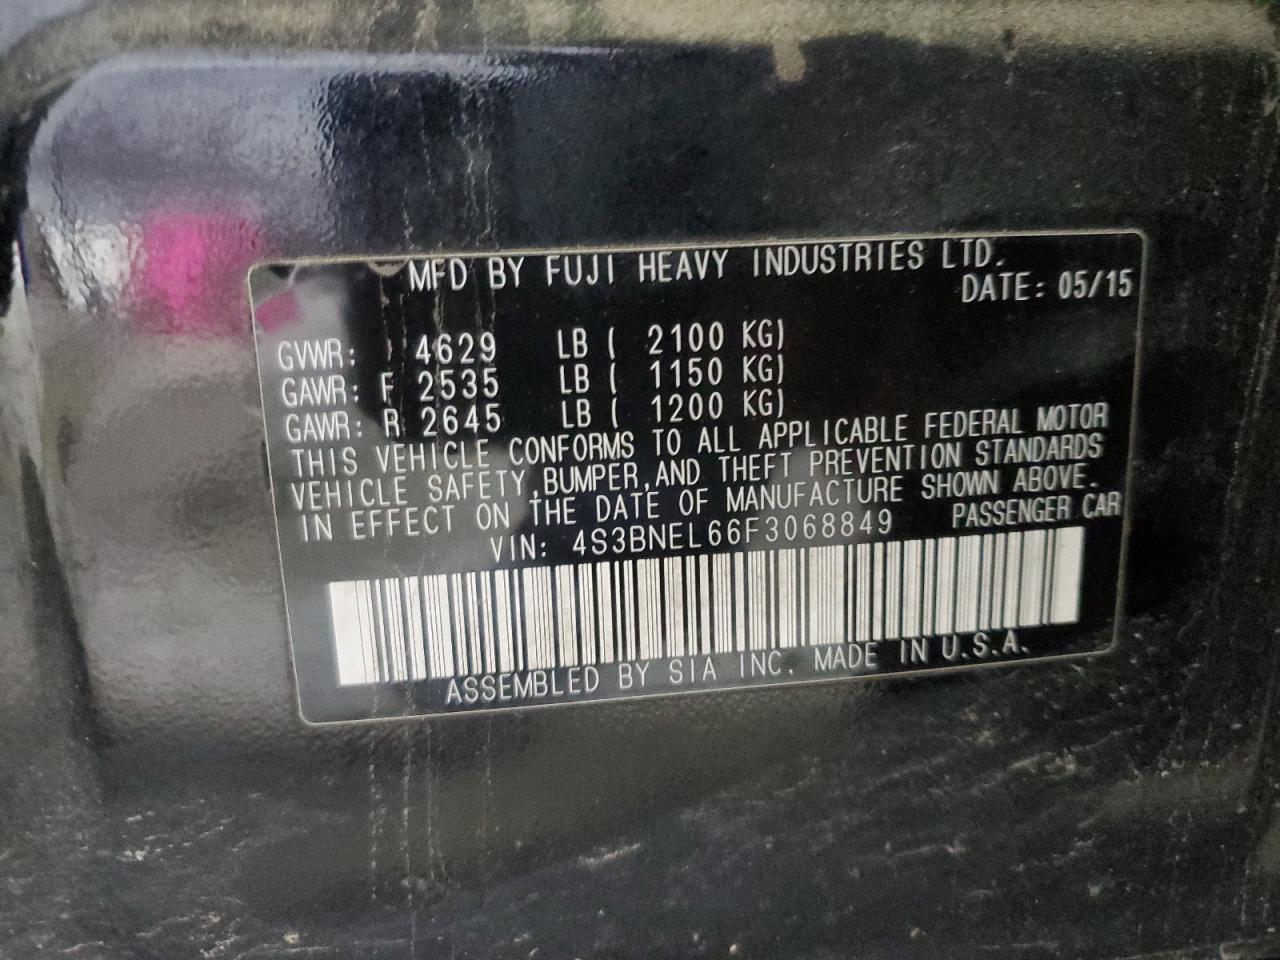 MFD BY FUJI HEAVY INDUSTRIES LTD.
DATE: 05/15
GVWR: 4629 LB ( 2100 KG)
GAWR: F 2535 LB ( 1150 KG)
GAWR: R 2645 LB ( 1200 KG)
THIS VEHICLE CONFORMS TO ALL APPLICABLE FEDERAL MOTOR
VEHICLE SAFETY,BUMPER,AND THEFT PREVENTION STANDARDS
IN EFFECT ON THE DATE OF MANUFACTURE SHOWN ABOVE.
VIN: 4S3BNEL66F3068849 PASSENGER CAR
ASSEMBLED BY SIA INC. MADE IN U.S.A.